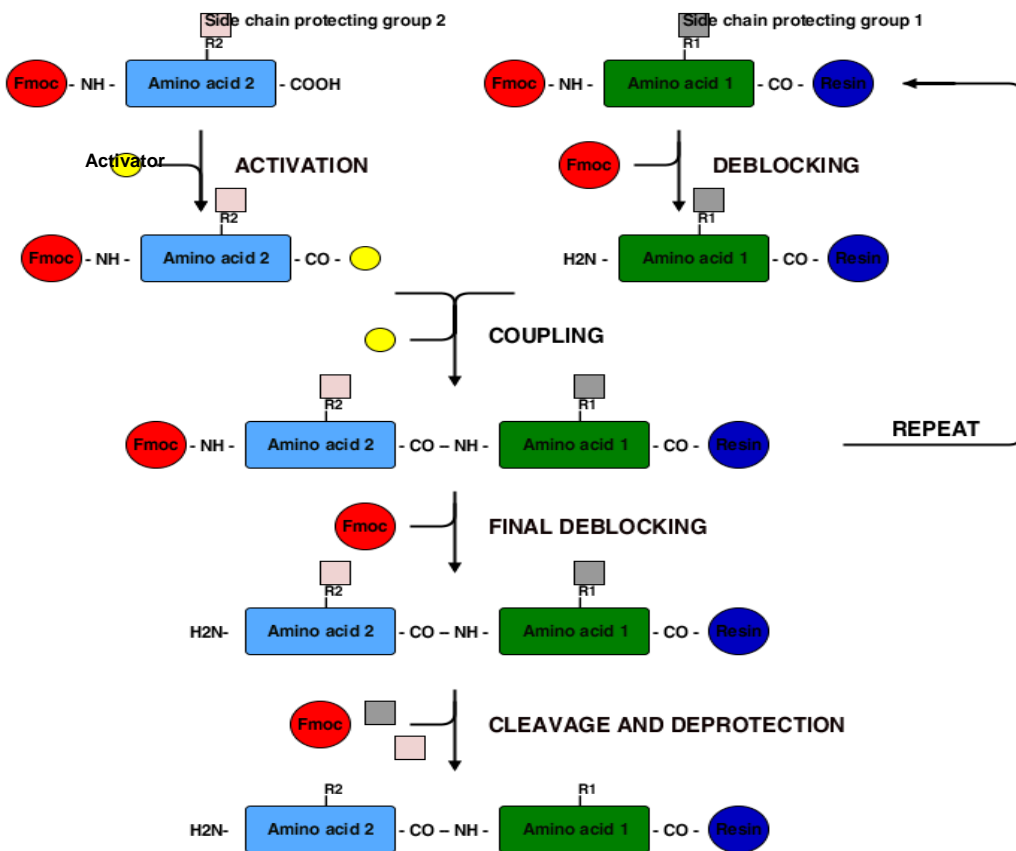 Side chain protecting group 2
Side chain protecting group 1
R2
R1
Fmoc - NH - Amino acid 2 - COOH
Fmoc - NH - Amino acid 1 - CO - Resin
Activator
ACTIVATION
Fmoc
DEBLOCKING
R2
R1
Fmoc - NH - Amino acid 2 - CO -
H2N - Amino acid 1 - CO - Resin
COUPLING
R2
R1
Fmoc - NH - Amino acid 2 - CO – NH - Amino acid 1 - CO - Resin
REPEAT
Fmoc
FINAL DEBLOCKING
R2
R1
H2N- Amino acid 2 - CO – NH - Amino acid 1 - CO - Resin
Fmoc
CLEAVAGE AND DEPROTECTION
R2
R1
H2N- Amino acid 2 - CO – NH - Amino acid 1 - CO - Resin